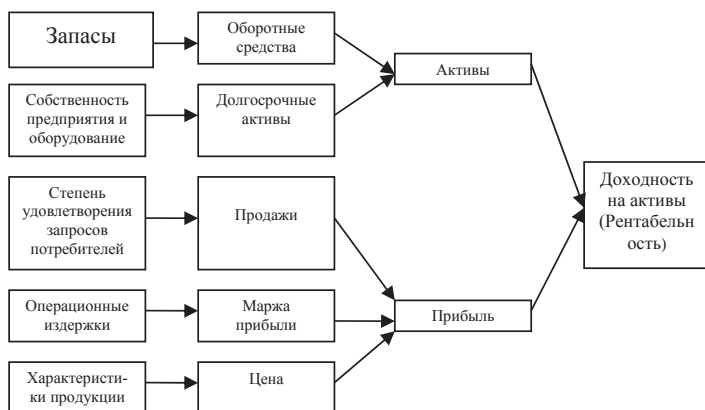 Запасы
Оборотные
средства
Активы
Собственность
предприятия и
оборудование
Долгосрочные
активы
Степень
удовлетворения
запросов
потребителей
Продажи
Доходность
на активы
(Рентабельн
ость)
Операционные
издержки
Маржа
прибыли
Прибыль
Характеристи-
ки продукции
Цена